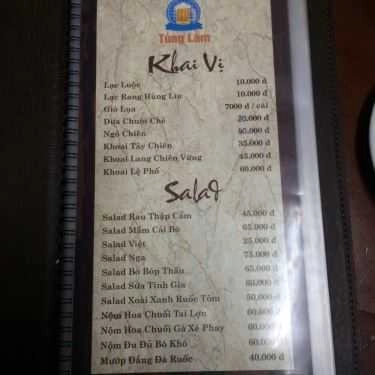 Tùng Lâm
Khai Vị
Lạc Luộc 10.000 đ
Lạc Rang Húng Lìu 10.000 đ
Giò Lụa 7000 đ / cái
Dưa Chuột Chẻ 20.000 đ
Ngô Chiên 40.000 đ
Khoai Tây Chiên 35.000 đ
Khoai Lang Chiên Vừng 45.000 đ
Khoai Lệ Phố 60.000 đ
Salad
Salad Rau Thập Cẩm 45.000 đ
Salad Mầm Cải Bò 65.000 đ
Salad Việt 25.000 đ
Salad Nga 75.000 đ
Salad Bò Bóp Thấu 65.000 đ
Salad Sứa Tính Gia
Salad Xoài Xanh Ruốc Tôm 50.000 đ
Nộm Hoa Chuối Tai Lợn 60.000 đ
Nộm Hoa Chuối Gà Xé Phay 60.000 đ
Nộm Đu Đủ Bò Khô 60.000 đ
Mướp Đắng Đá Ruốc 40.000 đ